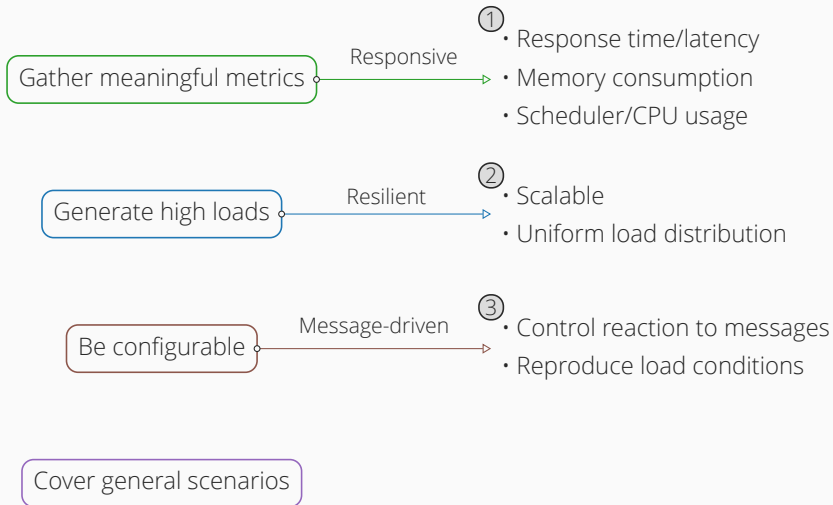 Gather meaningful metrics
Responsive
1
• Response time/latency
• Memory consumption
• Scheduler/CPU usage
Generate high loads
Resilient
2
• Scalable
• Uniform load distribution
Be configurable
Message-driven
3
• Control reaction to messages
• Reproduce load conditions
Cover general scenarios